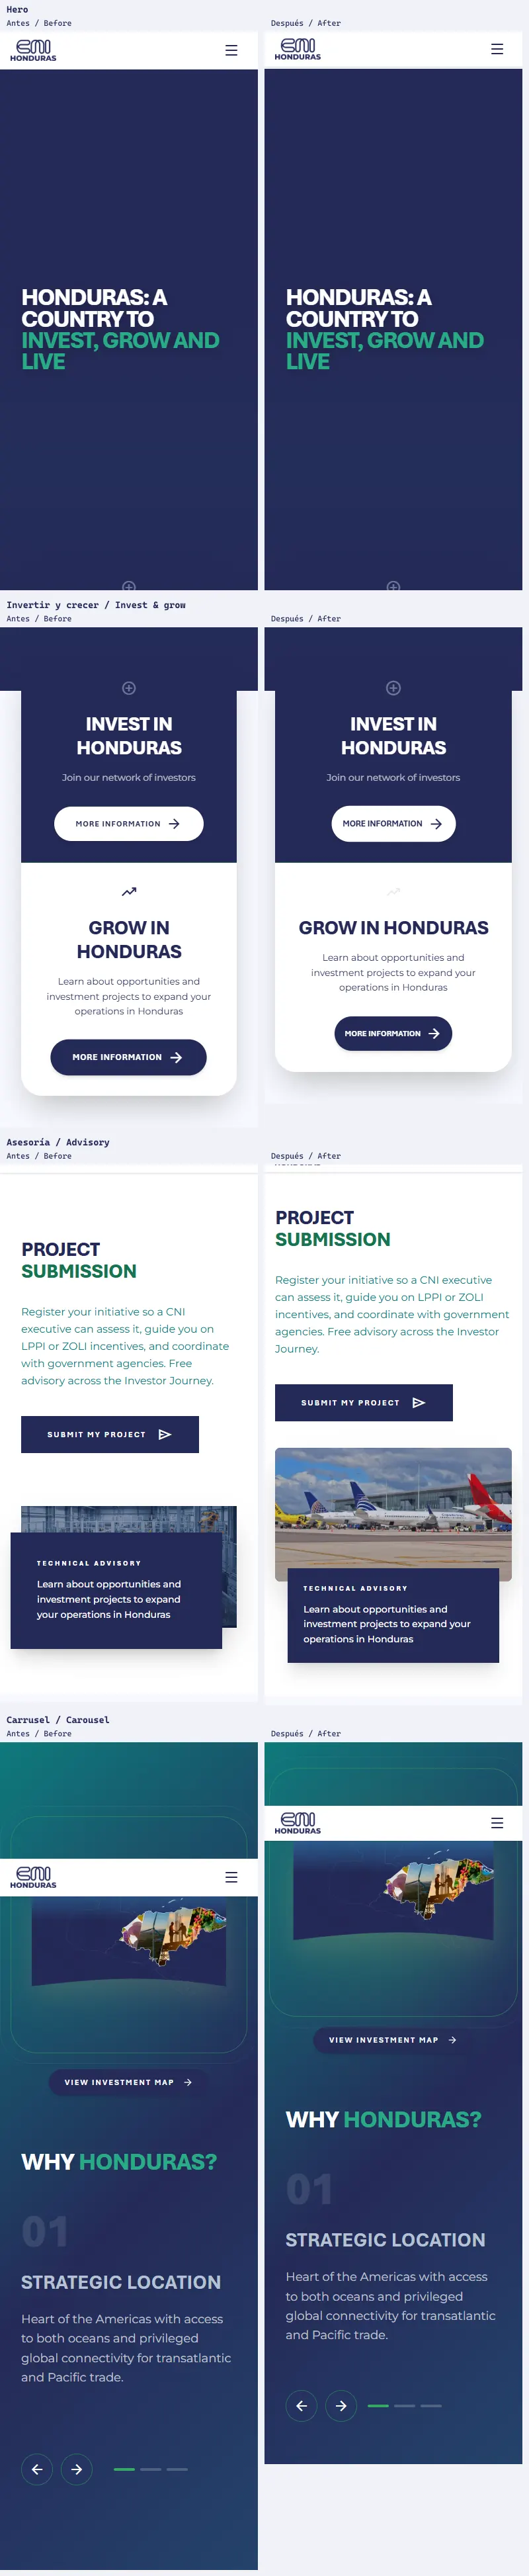 Hero
Antes / Before
Después / After
CNI
HONDURAS
CNI
HONDURAS
HONDURAS: A
COUNTRY TO
INVEST, GROW AND
LIVE
HONDURAS: A
COUNTRY TO
INVEST, GROW AND
LIVE
Invertir y crecer / Invest & grow
Antes / Before
Después / After
INVEST IN
HONDURAS
Join our network of investors
MORE INFORMATION
GROW IN
HONDURAS
Learn about opportunities and
investment projects to expand your
operations in Honduras
MORE INFORMATION
INVEST IN
HONDURAS
Join our network of investors
MORE INFORMATION
GROW IN HONDURAS
Learn about opportunities and
investment projects to expand your
operations in Honduras
MORE INFORMATION
Asesoría / Advisory
Antes / Before
Después / After
PROJECT
SUBMISSION
Register your initiative so a CNI
executive can assess it, guide you on
LPPI or ZOLI incentives, and coordinate
with government agencies. Free
advisory across the Investor Journey.
SUBMIT MY PROJECT
TECHNICAL ADVISORY
Learn about opportunities and
investment projects to expand
your operations in Honduras
PROJECT
SUBMISSION
Register your initiative so a CNI executive
can assess it, guide you on LPPI or ZOLI
incentives, and coordinate with government
agencies. Free advisory across the Investor
Journey.
SUBMIT MY PROJECT
TECHNICAL ADVISORY
Learn about opportunities and
investment projects to expand your
operations in Honduras
Carrusel / Carousel
Antes / Before
Después / After
CNI
HONDURAS
VIEW INVESTMENT MAP
WHY HONDURAS?
01
STRATEGIC LOCATION
Heart of the Americas with access
to both oceans and privileged
global connectivity for transatlantic
and Pacific trade.
CNI
HONDURAS
VIEW INVESTMENT MAP
WHY HONDURAS?
01
STRATEGIC LOCATION
Heart of the Americas with access
to both oceans and privileged
global connectivity for transatlantic
and Pacific trade.